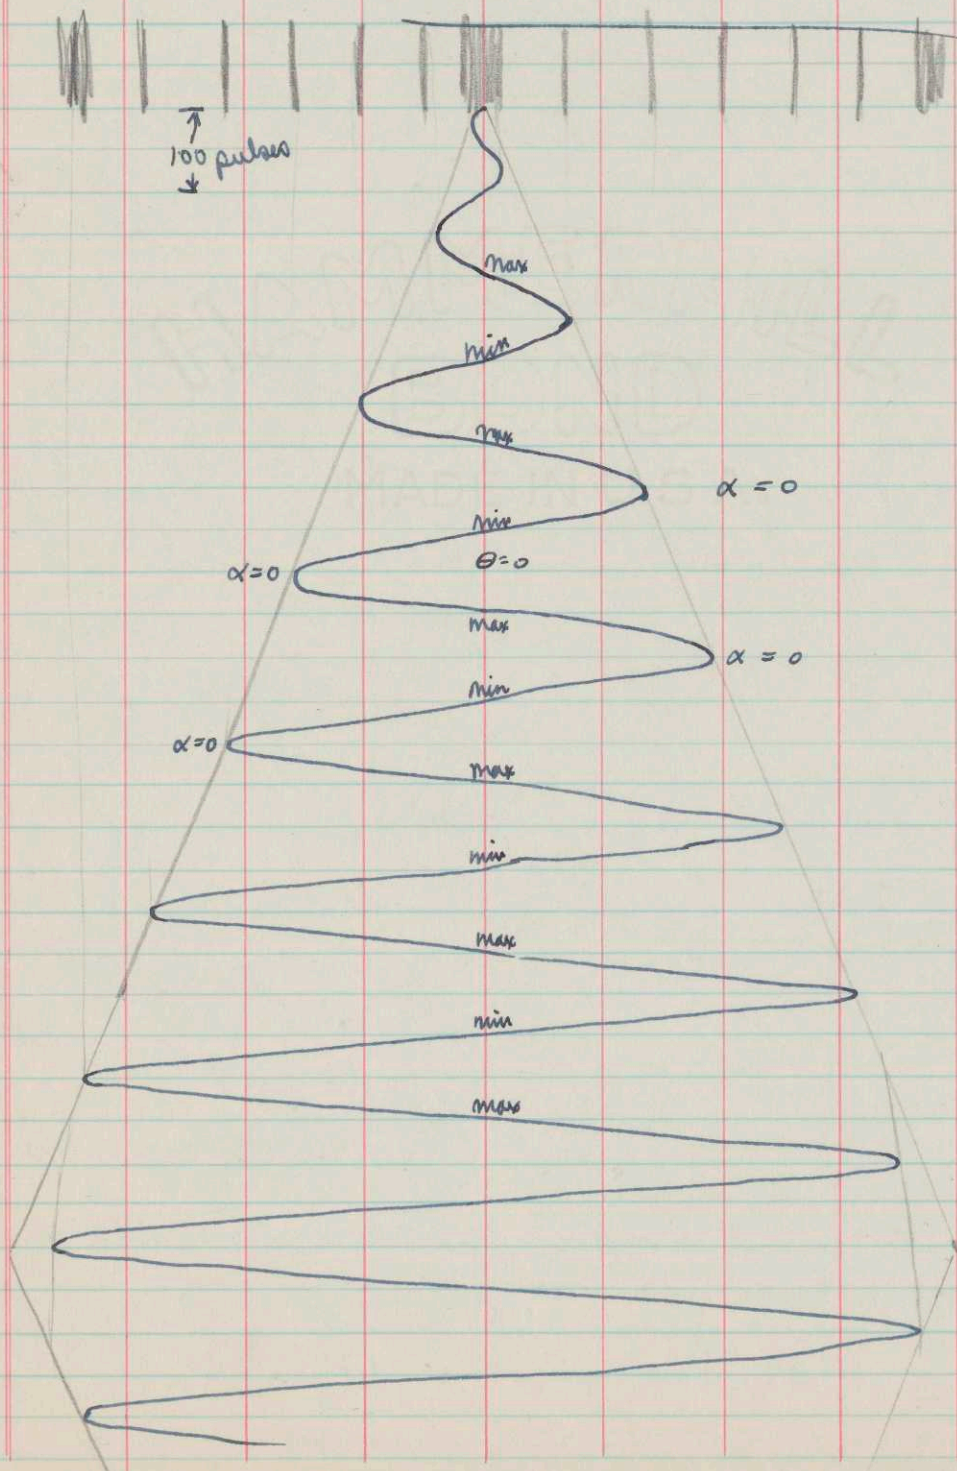 100 pulses
max
min
max
α = 0
min
α=0
θ=0
max
α = 0
min
α=0
max
min
max
min
max